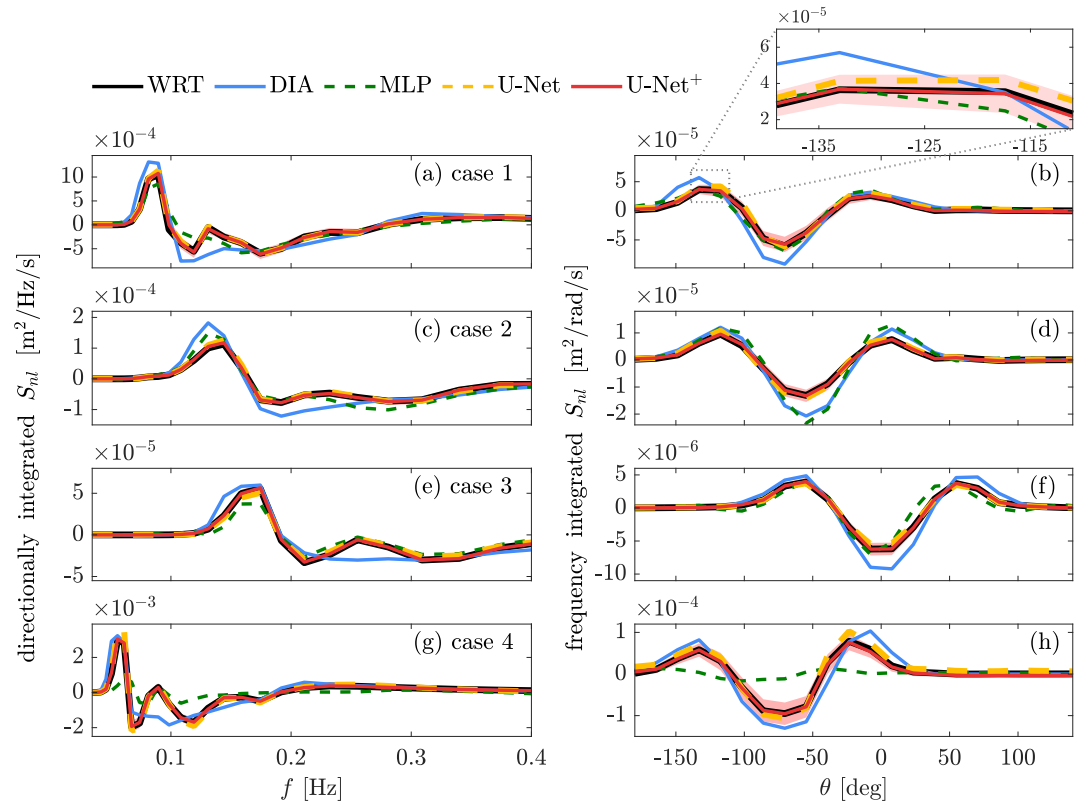 ×10⁻⁵
6
4
2
-135
-125
-115
WRT DIA MLP U-Net U-Net⁺
×10⁻⁴
(a) case 1
10
5
0
-5
×10⁻⁵
(b)
5
0
-5
×10⁻⁴
(c) case 2
2
1
0
-1
×10⁻⁵
(d)
1
0
-1
-2
×10⁻⁵
(e) case 3
5
0
-5
×10⁻⁶
(f)
5
0
-5
-10
×10⁻³
(g) case 4
2
0
-2
0.1 0.2 0.3 0.4
f [Hz]
×10⁻⁴
(h)
1
0
-1
-150 -100 -50 0 50 100
θ [deg]
directionally integrated Sₙₗ [m²/Hz/s]
frequency integrated Sₙₗ [m²/rad/s]